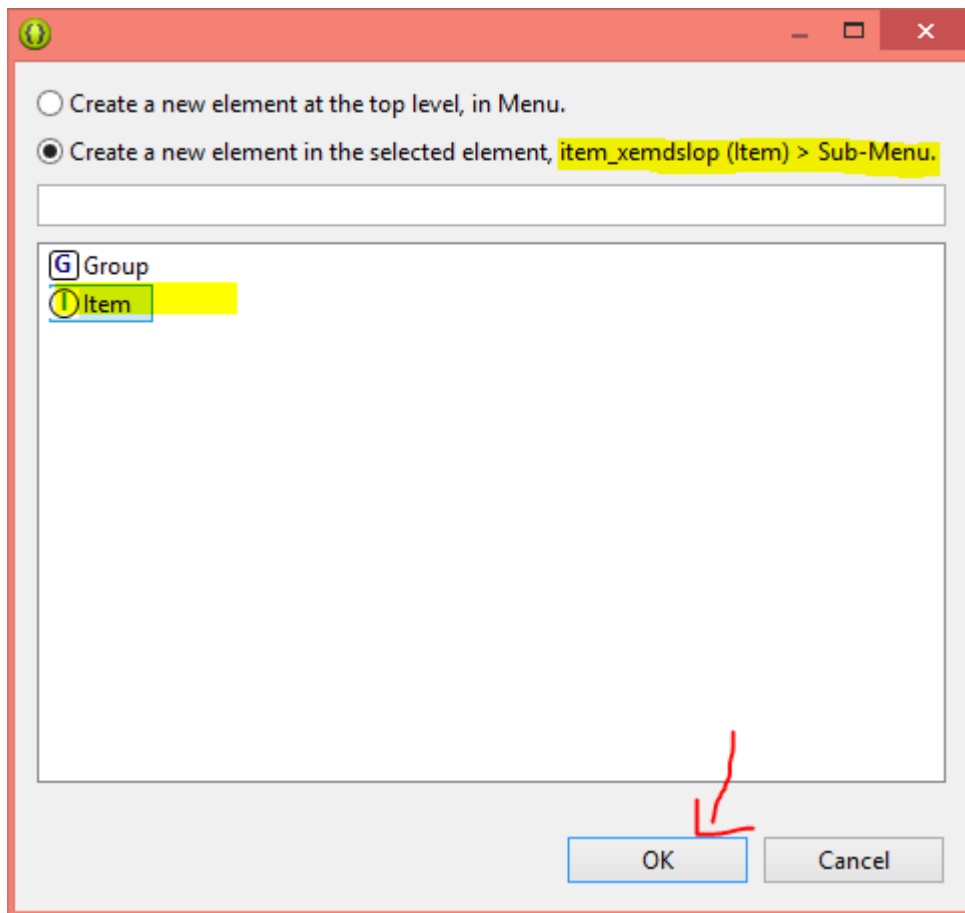 Create a new element at the top level, in Menu.
Create a new element in the selected element, item_xemdslop (Item) > Sub-Menu.
G Group
I Item
OK
Cancel